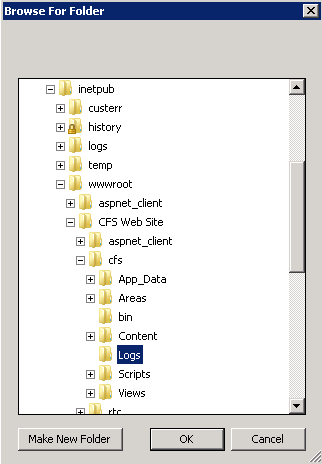 Browse For Folder
inetpub
custerr
history
logs
temp
wwwroot
aspnet_client
CFS Web Site
aspnet_client
cfs
App_Data
Areas
bin
Content
Logs
Scripts
Views
rtc
Make New Folder
OK
Cancel